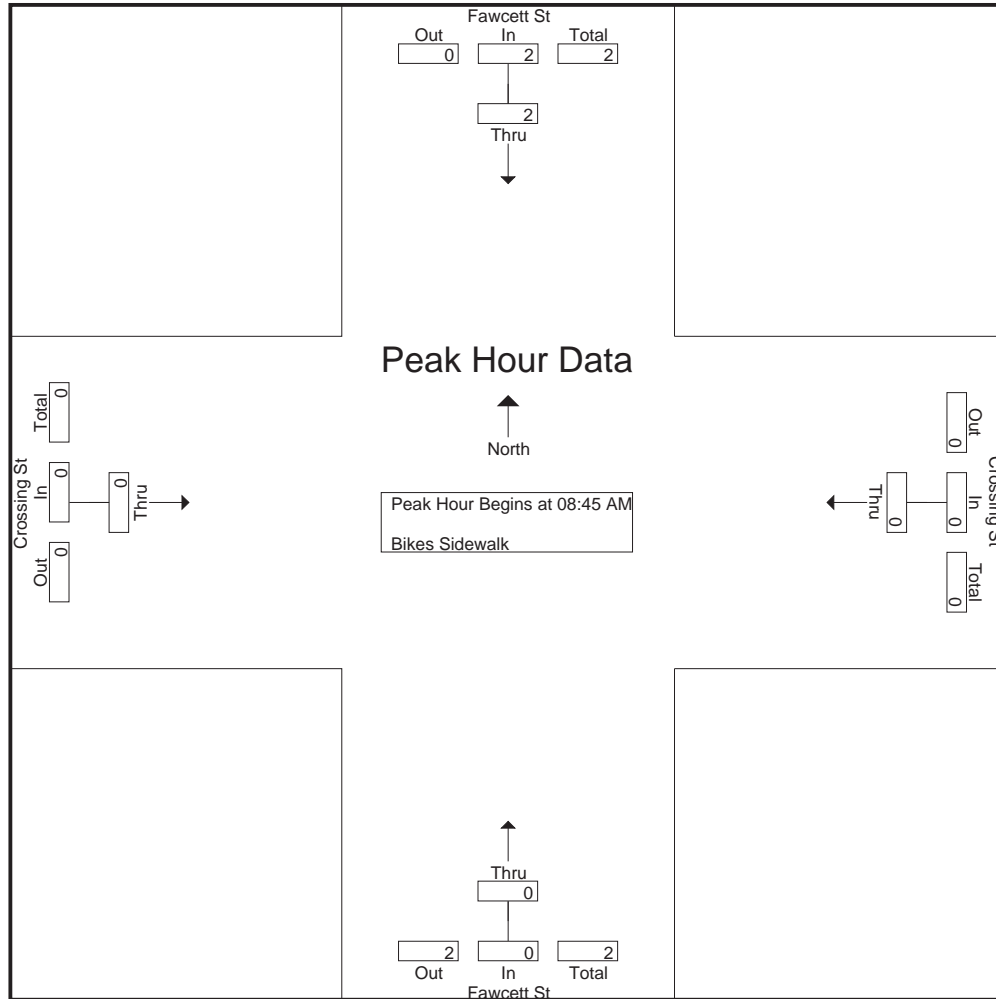 Fawcett St
Out In Total
0 2 2
2
Thru
Peak Hour Data
North
Peak Hour Begins at 08:45 AM
Bikes Sidewalk
Crossing St
Out In Total
0 0 0
Thru
0
Crossing St
Out In Total
0 0 0
Thru
0
Thru
0
2 0 2
Out In Total
Fawcett St